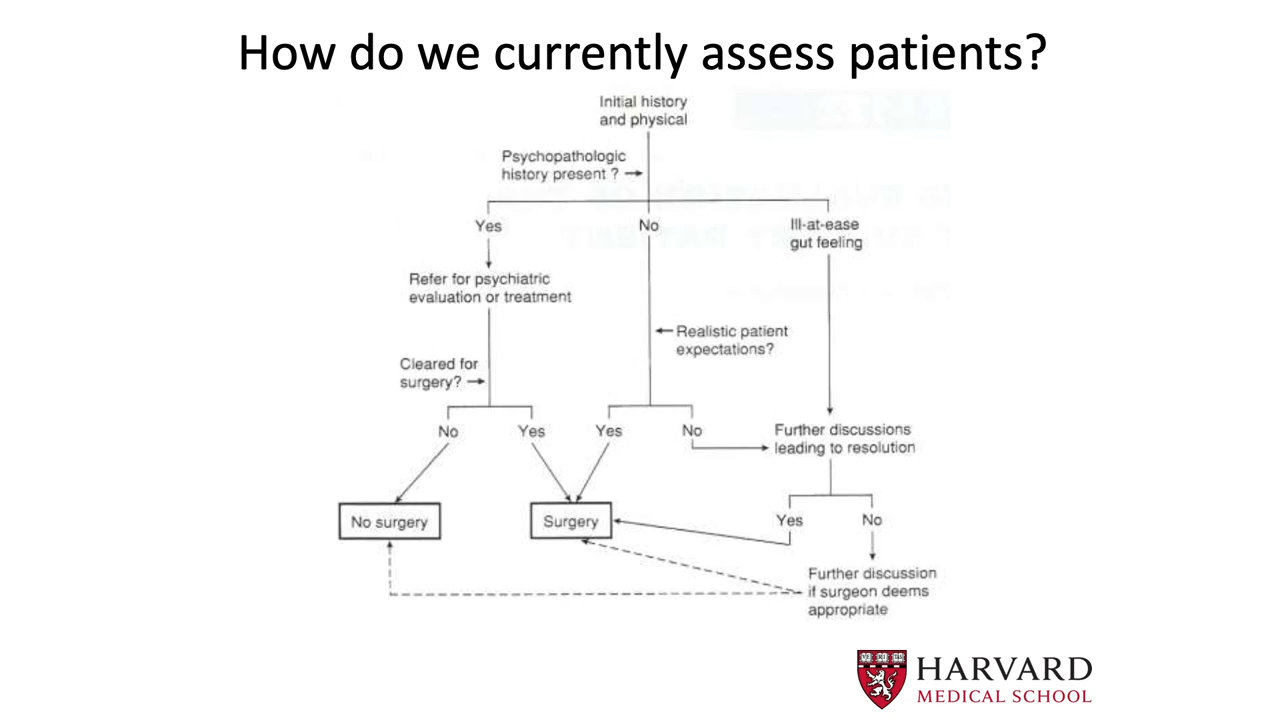 How do we currently assess patients?
Initial history
and physical
Psychopathologic
history present ?
Yes
No
Ill-at-ease
gut feeling
Refer for psychiatric
evaluation or treatment
Realistic patient
expectations?
Cleared for
surgery?
No
Yes
Yes
No
Further discussions
leading to resolution
No surgery
Surgery
Yes
No
Further discussion
if surgeon deems
appropriate
HARVARD
MEDICAL SCHOOL